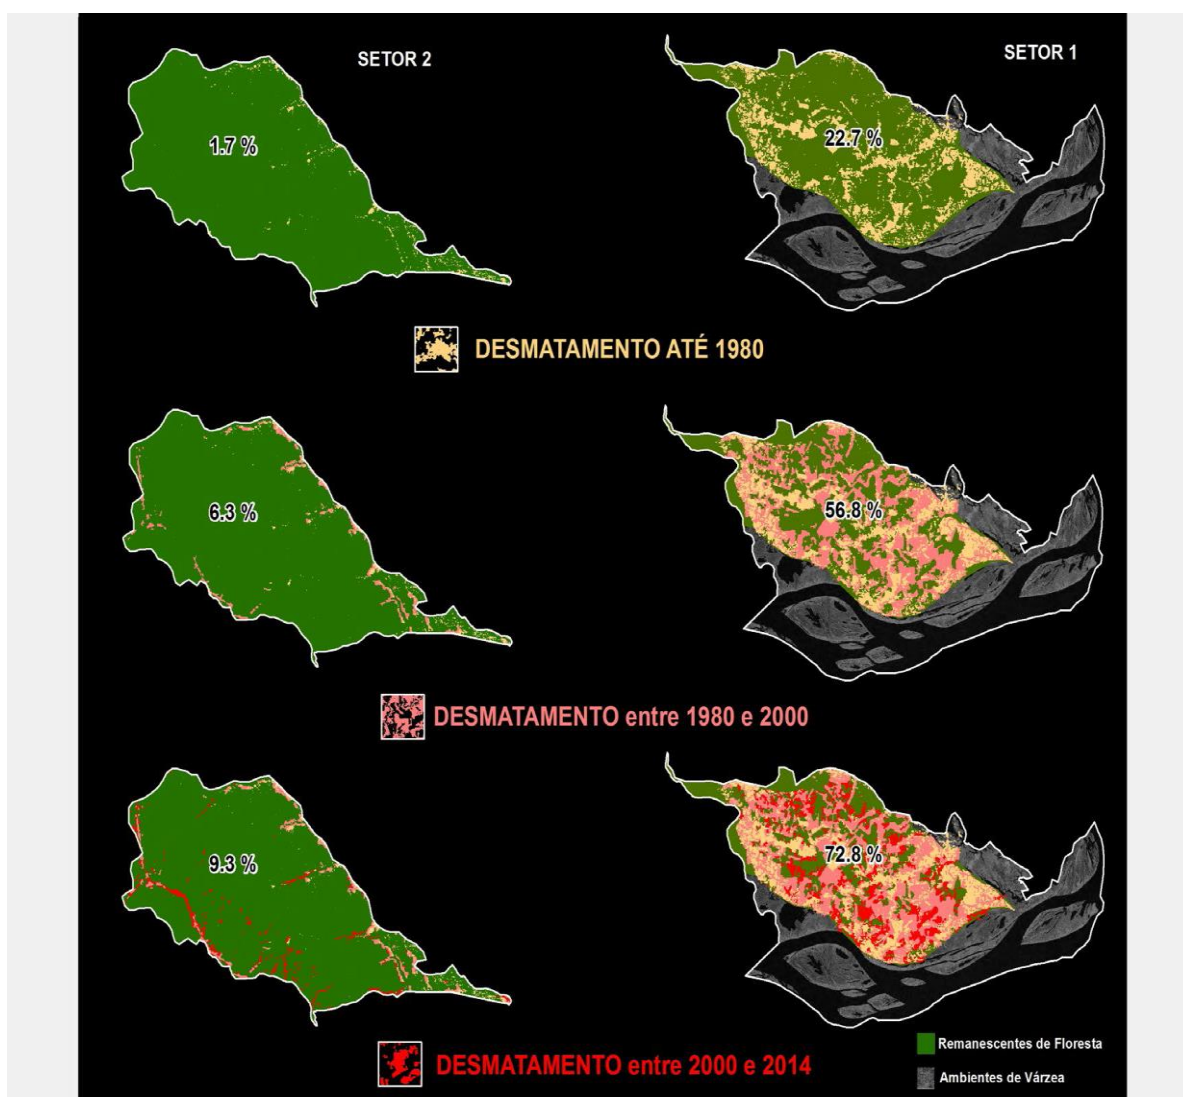 SETOR 2
SETOR 1
1.7 %
22.7 %
DESMATAMENTO ATÉ 1980
6.3 %
56.8 %
DESMATAMENTO entre 1980 e 2000
9.3 %
72.8 %
DESMATAMENTO entre 2000 e 2014
Remanescentes de Floresta
Ambientes de Várzea